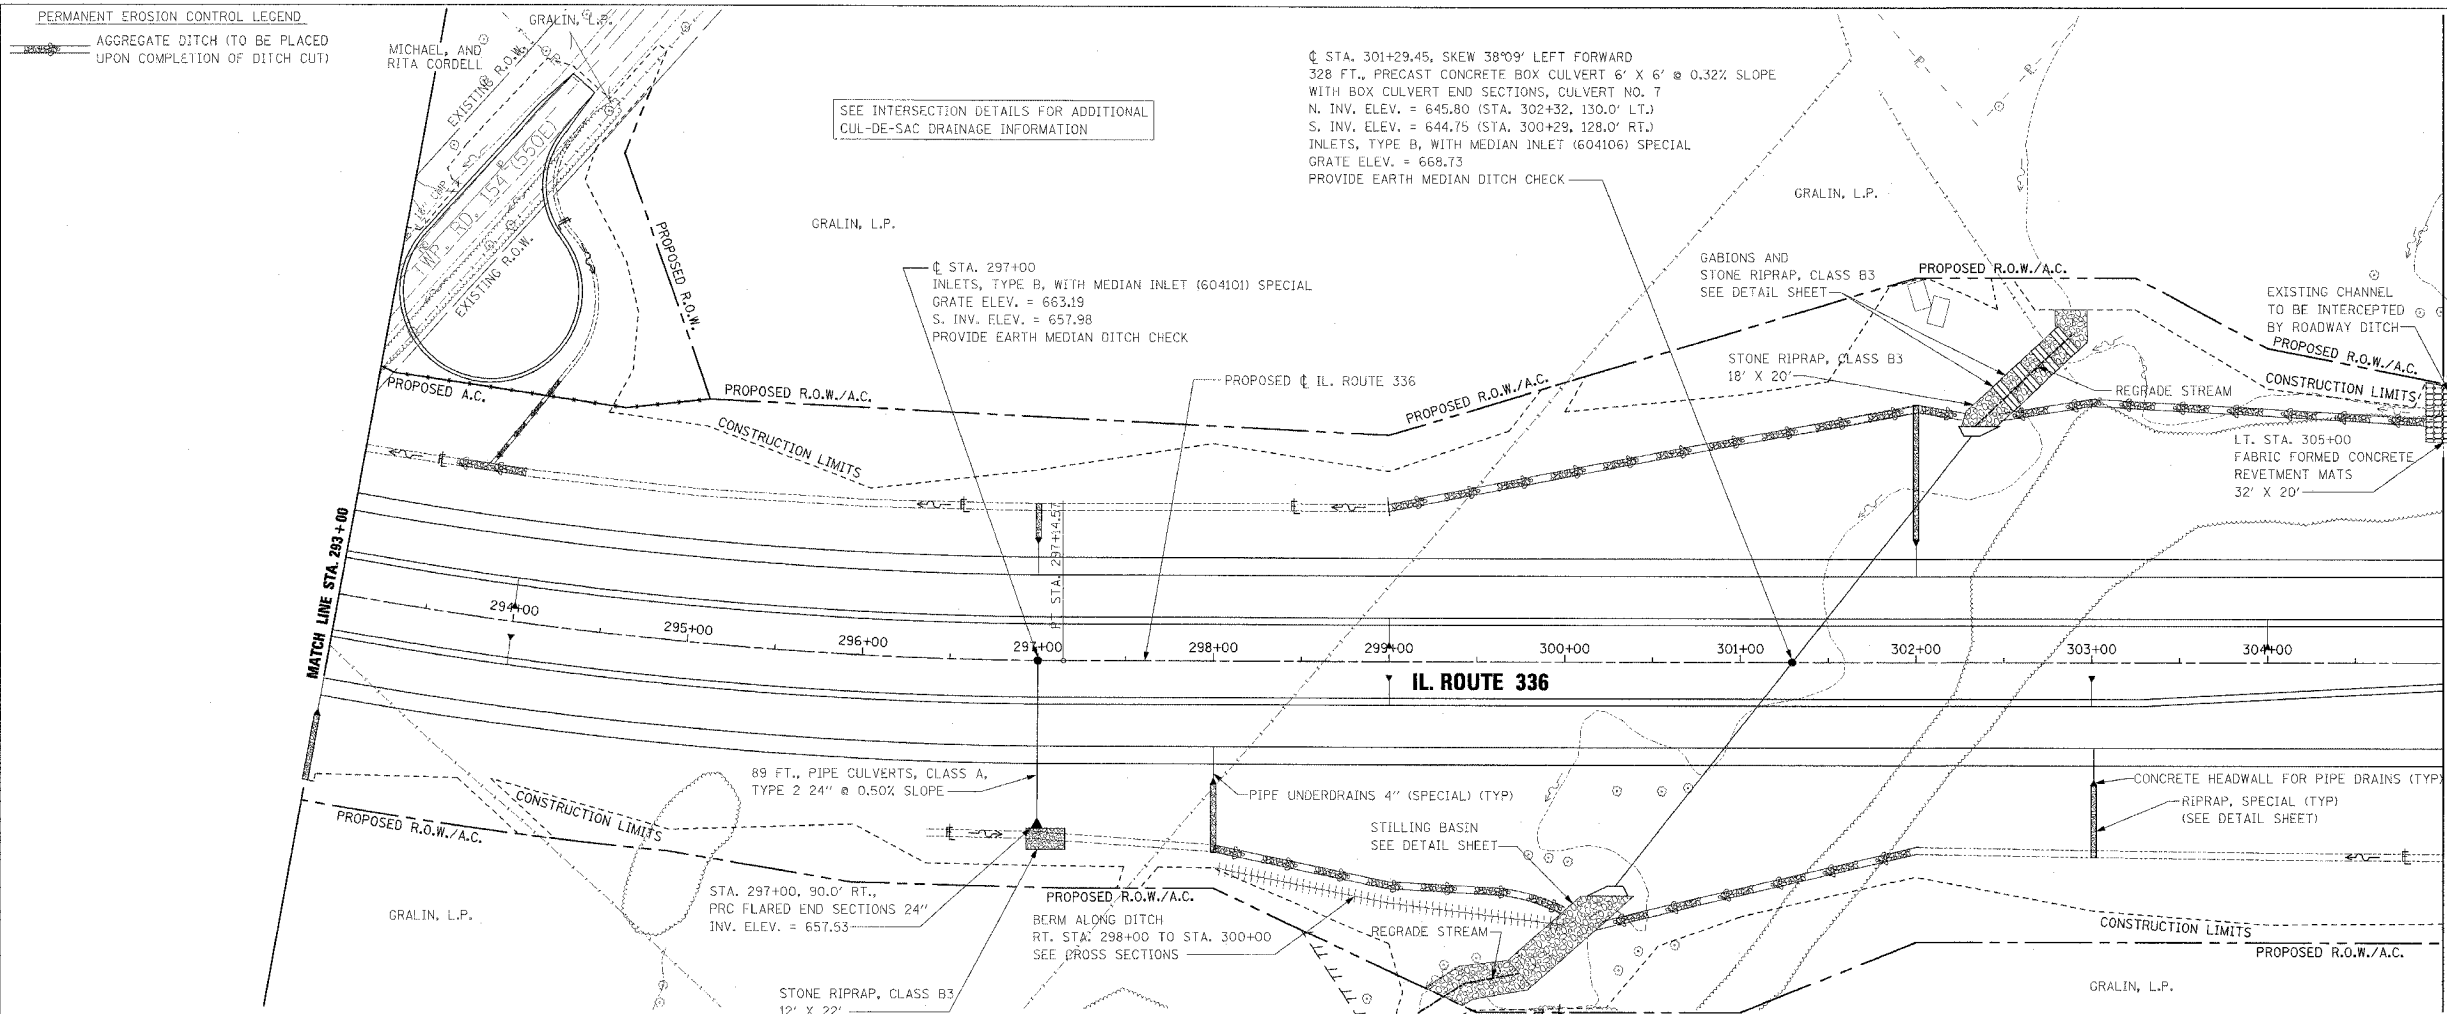 PERMANENT EROSION CONTROL LEGEND
AGGREGATE DITCH (TO BE PLACED
UPON COMPLETION OF DITCH CUT)
MICHAEL, AND
RITA CORDELL
GRALIN, L.P.
EXISTING R.O.W.
TWP. RD. 154 (550E)
EXISTING R.O.W.
PROPOSED R.O.W.
SEE INTERSECTION DETAILS FOR ADDITIONAL
CUL-DE-SAC DRAINAGE INFORMATION
GRALIN, L.P.
℄ STA. 301+29.45, SKEW 38°09' LEFT FORWARD
328 FT., PRECAST CONCRETE BOX CULVERT 6' X 6' @ 0.32% SLOPE
WITH BOX CULVERT END SECTIONS, CULVERT NO. 7
N. INV. ELEV. = 645.80 (STA. 302+32, 130.0' LT.)
S. INV. ELEV. = 644.75 (STA. 300+29, 128.0' RT.)
INLETS, TYPE B, WITH MEDIAN INLET (604106) SPECIAL
GRATE ELEV. = 668.73
PROVIDE EARTH MEDIAN DITCH CHECK
GRALIN, L.P.
℄ STA. 297+00
INLETS, TYPE B, WITH MEDIAN INLET (604101) SPECIAL
GRATE ELEV. = 663.19
S. INV. ELEV. = 657.98
PROVIDE EARTH MEDIAN DITCH CHECK
GABIONS AND
STONE RIPRAP, CLASS B3
SEE DETAIL SHEET
PROPOSED R.O.W./A.C.
EXISTING CHANNEL
TO BE INTERCEPTED
BY ROADWAY DITCH
PROPOSED R.O.W./A.C.
STONE RIPRAP, CLASS B3
18' X 20'
REGRADE STREAM
CONSTRUCTION LIMITS
PROPOSED A.C.
PROPOSED R.O.W./A.C.
PROPOSED ℄ IL. ROUTE 336
PROPOSED R.O.W./A.C.
CONSTRUCTION LIMITS
LT. STA. 305+00
FABRIC FORMED CONCRETE
REVETMENT MATS
32' X 20'
MATCH LINE STA. 293+00
PT STA. 297+14.57
294+00
295+00
296+00
297+00
298+00
299+00
300+00
301+00
302+00
303+00
304+00
IL. ROUTE 336
89 FT., PIPE CULVERTS, CLASS A,
TYPE 2 24" @ 0.50% SLOPE
PIPE UNDERDRAINS 4" (SPECIAL) (TYP)
CONCRETE HEADWALL FOR PIPE DRAINS (TYP)
RIPRAP, SPECIAL (TYP)
(SEE DETAIL SHEET)
CONSTRUCTION LIMITS
PROPOSED R.O.W./A.C.
STILLING BASIN
SEE DETAIL SHEET
STA. 297+00, 90.0' RT.,
PRC FLARED END SECTIONS 24"
INV. ELEV. = 657.53
PROPOSED R.O.W./A.C.
BERM ALONG DITCH
RT. STA. 298+00 TO STA. 300+00
SEE CROSS SECTIONS
REGRADE STREAM
CONSTRUCTION LIMITS
PROPOSED R.O.W./A.C.
GRALIN, L.P.
GRALIN, L.P.
STONE RIPRAP, CLASS B3
12' X 22'